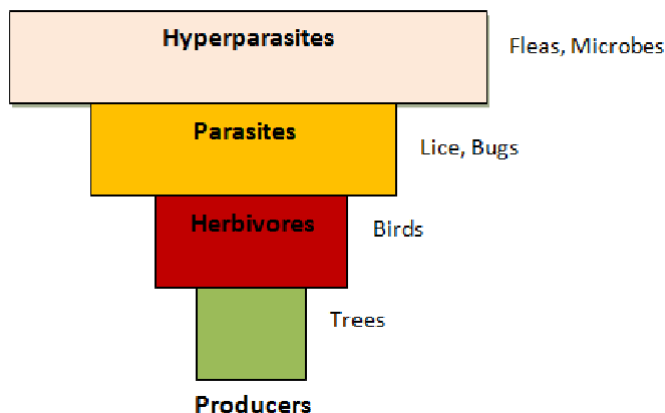 Hyperparasites
Fleas, Microbes
Parasites
Lice, Bugs
Herbivores
Birds
Trees
Producers